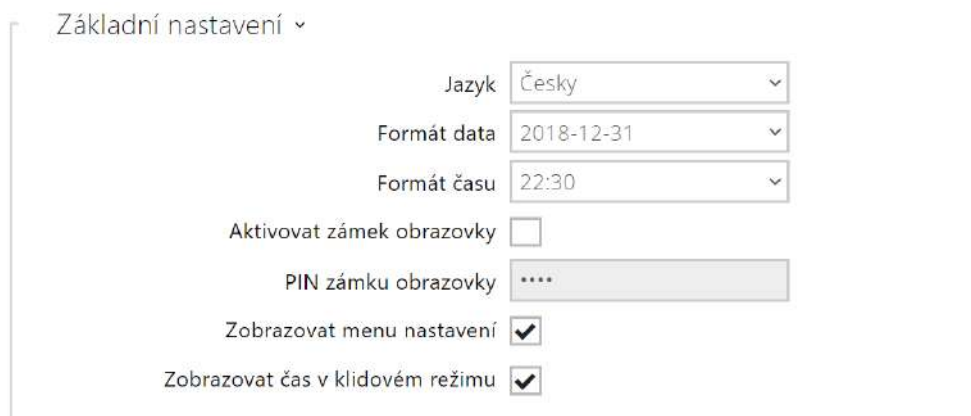 Základní nastavení
Jazyk Česky
Formát data 2018-12-31
Formát času 22:30
Aktivovat zámek obrazovky
PIN zámku obrazovky ••••
Zobrazovat menu nastavení
Zobrazovat čas v klidovém režimu